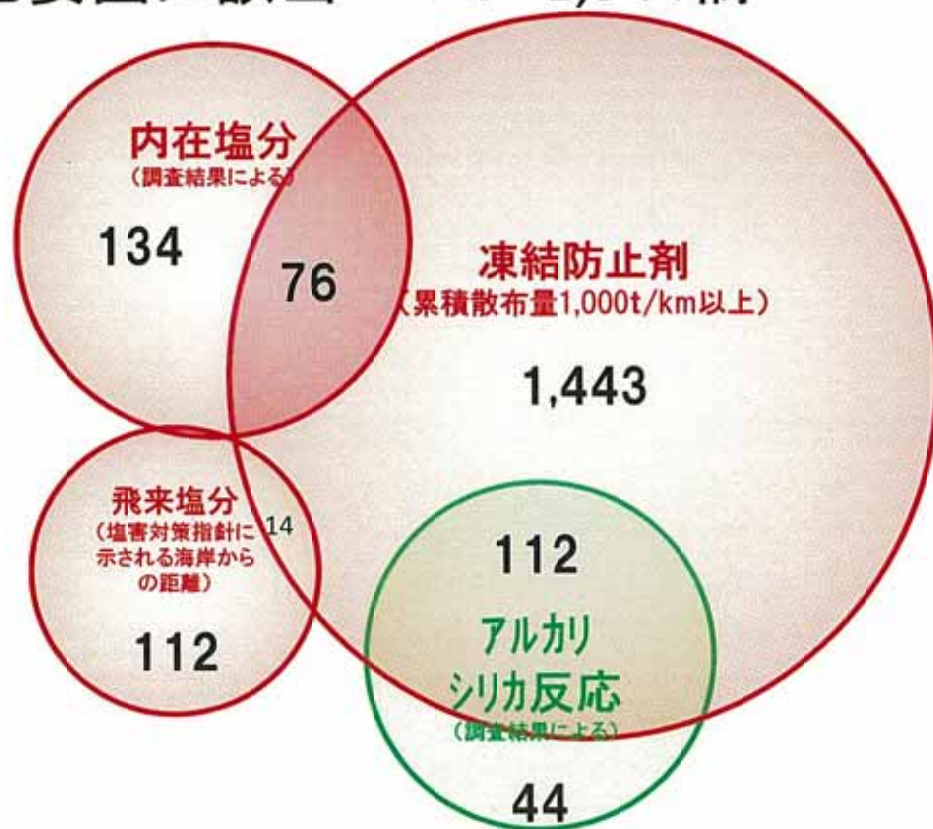 内在塩分
（調査結果による）
134
76
凍結防止剤
（累積散布量1,000t/km以上）
1,443
飛来塩分
（塩害対策指針に
示される海岸から
の距離）
14
112
112
アルカリ
シリカ反応
（調査結果による）
44